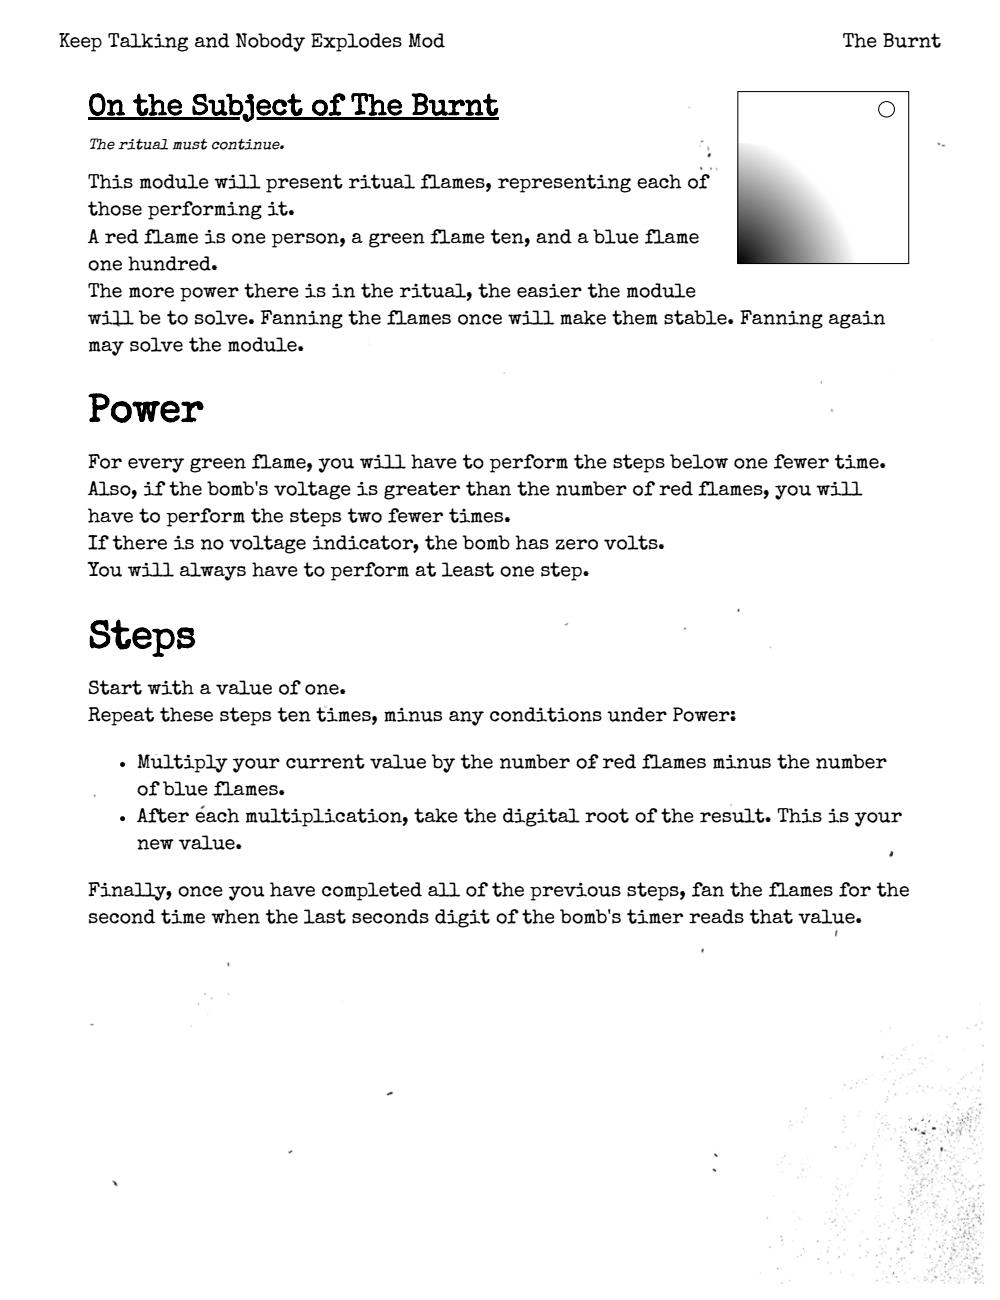 Keep Talking and Nobody Explodes Mod
The Burnt
On the Subject of The Burnt
The ritual must continue.
This module will present ritual flames, representing each of
those performing it.
A red flame is one person, a green flame ten, and a blue flame
one hundred.
The more power there is in the ritual, the easier the module
will be to solve. Fanning the flames once will make them stable. Fanning again
may solve the module.
Power
For every green flame, you will have to perform the steps below one fewer time.
Also, if the bomb's voltage is greater than the number of red flames, you will
have to perform the steps two fewer times.
If there is no voltage indicator, the bomb has zero volts.
You will always have to perform at least one step.
Steps
Start with a value of one.
Repeat these steps ten times, minus any conditions under Power:
• Multiply your current value by the number of red flames minus the number
of blue flames.
• After each multiplication, take the digital root of the result. This is your
new value.
Finally, once you have completed all of the previous steps, fan the flames for the
second time when the last seconds digit of the bomb's timer reads that value.